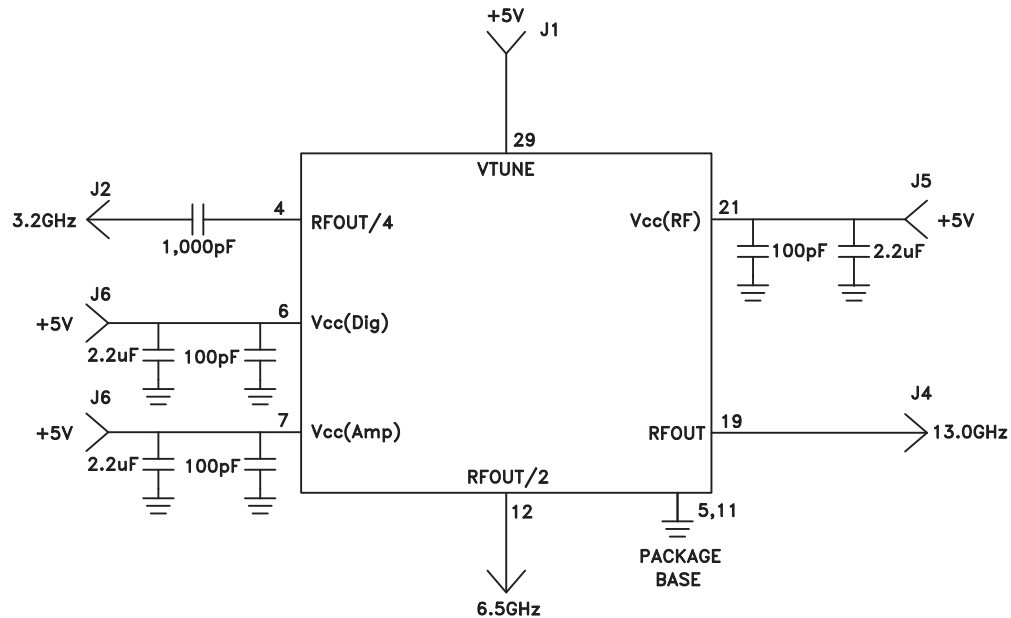 +5V
J1
29
VTUNE
J2
3.2GHz
1,000pF
4
RFOUT/4
Vcc(RF)
21
J5
+5V
100pF
2.2uF
J6
+5V
2.2uF
100pF
6
Vcc(Dig)
J6
+5V
2.2uF
100pF
7
Vcc(Amp)
RFOUT
19
J4
13.0GHz
RFOUT/2
12
6.5GHz
5,11
PACKAGE
BASE